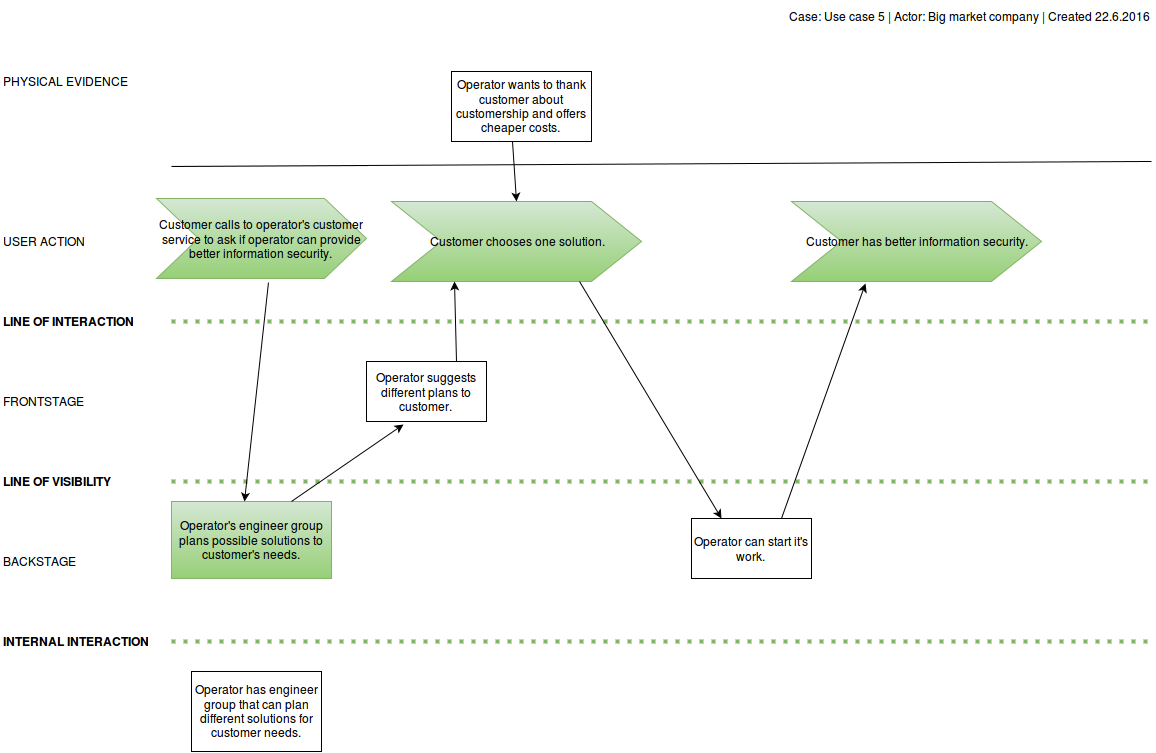 Case: Use case 5 | Actor: Big market company | Created 22.6.2016
PHYSICAL EVIDENCE
Operator wants to thank
customer about
customership and offers
cheaper costs.
USER ACTION
Customer calls to operator's customer
service to ask if operator can provide
better information security.
Customer chooses one solution.
Customer has better information security.
LINE OF INTERACTION
FRONTSTAGE
Operator suggests
different plans to
customer.
LINE OF VISIBILITY
BACKSTAGE
Operator's engineer group
plans possible solutions to
customer's needs.
Operator can start it's
work.
INTERNAL INTERACTION
Operator has engineer
group that can plan
different solutions for
customer needs.